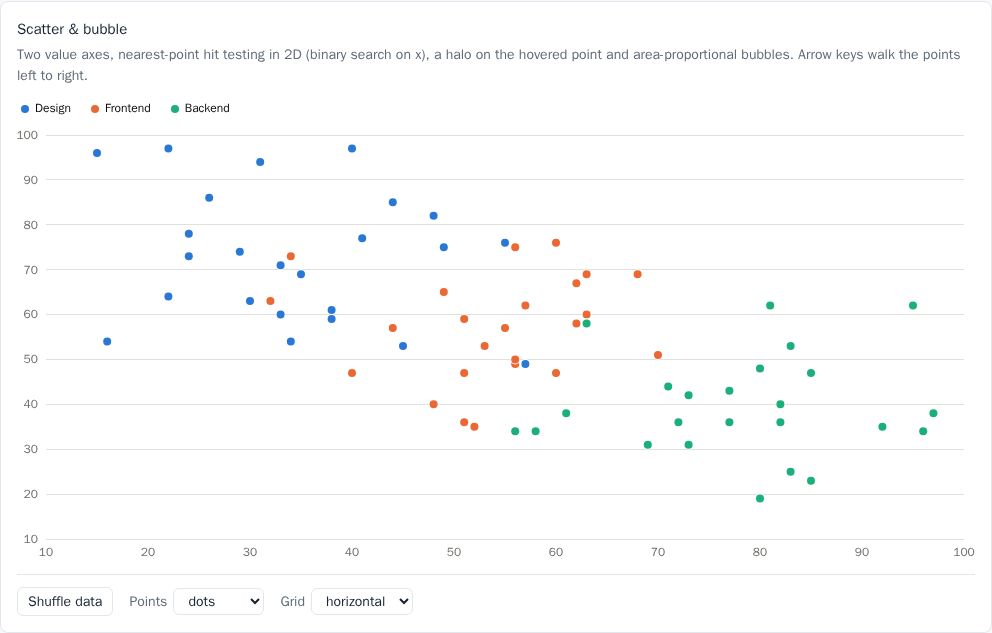 Scatter & bubble
Two value axes, nearest-point hit testing in 2D (binary search on x), a halo on the hovered point and area-proportional bubbles. Arrow keys walk the points
left to right.
Design Frontend Backend
100
90
80
70
60
50
40
30
20
10
10 20 30 40 50 60 70 80 90 100
Shuffle data Points dots Grid horizontal